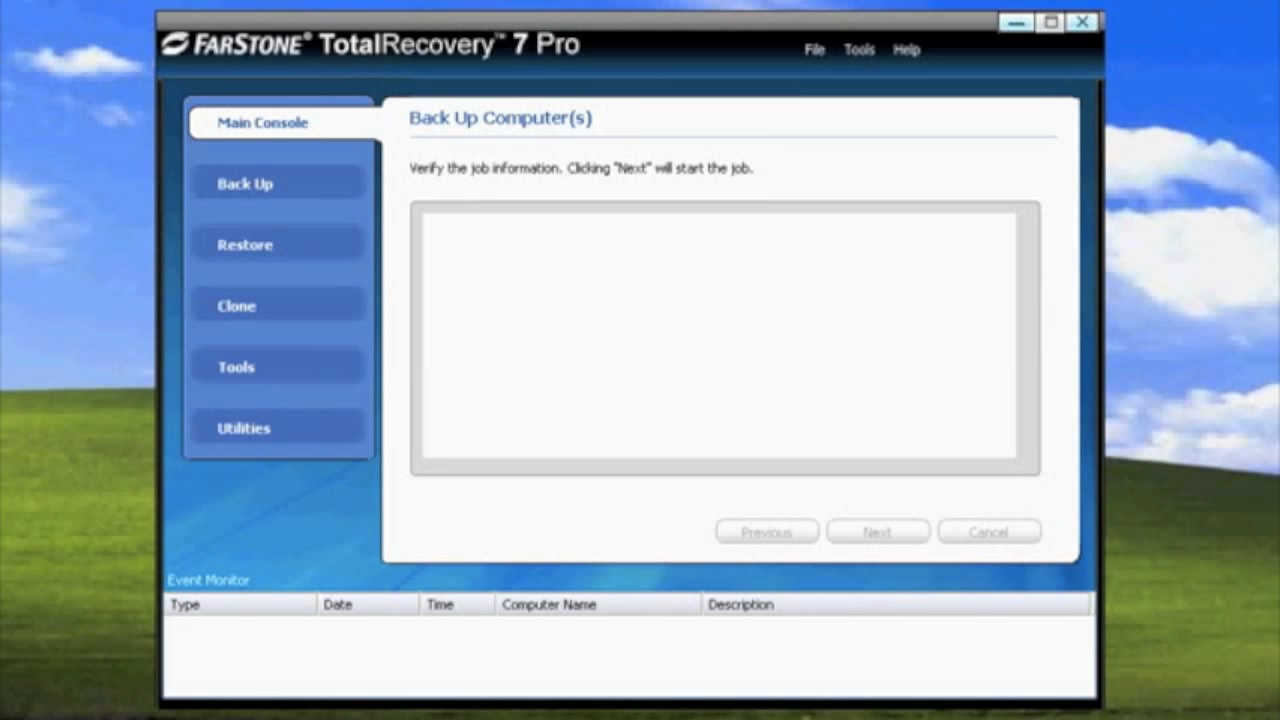 FARSTONE® TotalRecovery™ 7 Pro
File Tools Help
Main Console
Back Up
Restore
Clone
Tools
Utilities
Back Up Computer(s)
Verify the job information. Clicking "Next" will start the job.
Previous Next Cancel
Event Monitor
Type Date Time Computer Name Description